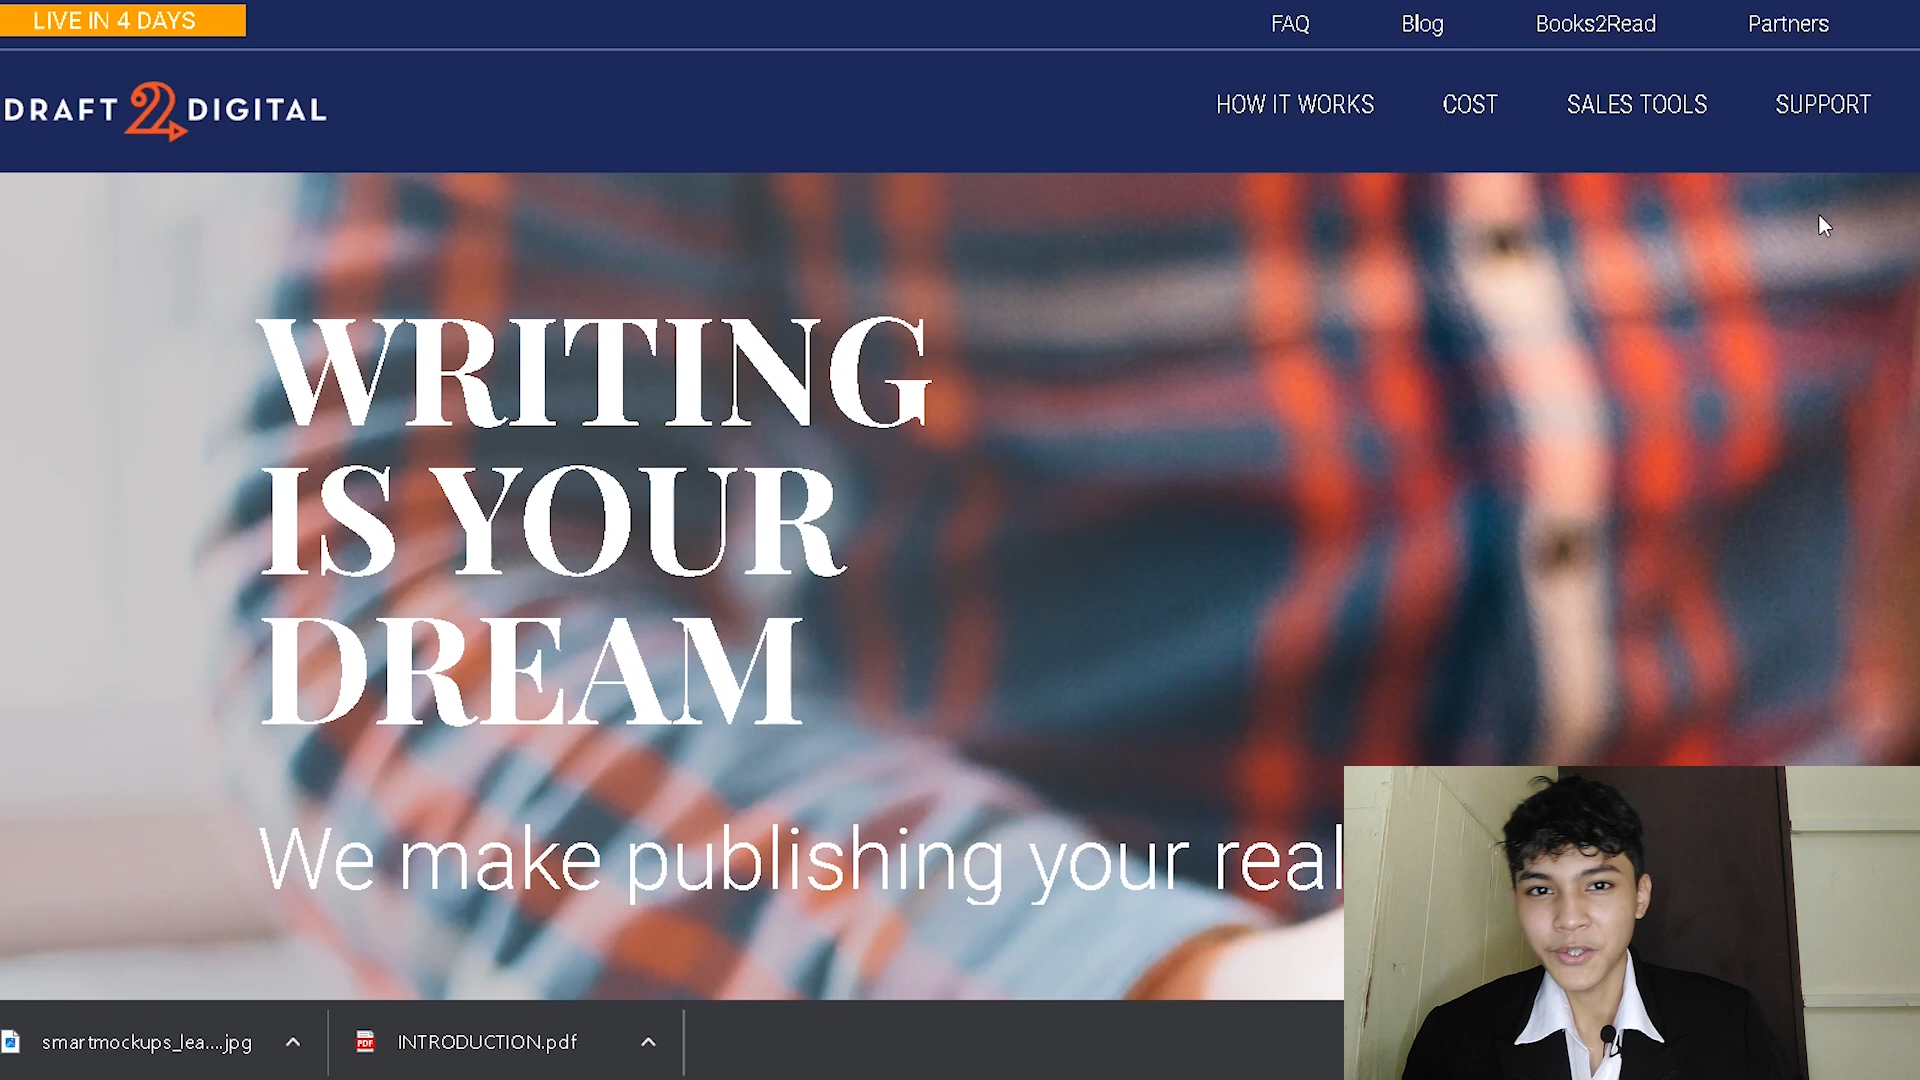 LIVE IN 4 DAYS
FAQ Blog Books2Read Partners
DRAFT 2 DIGITAL
HOW IT WORKS COST SALES TOOLS SUPPORT
WRITING
IS YOUR
DREAM
We make publishing your real
smartmockups_lea....jpg
PDF
INTRODUCTION.pdf